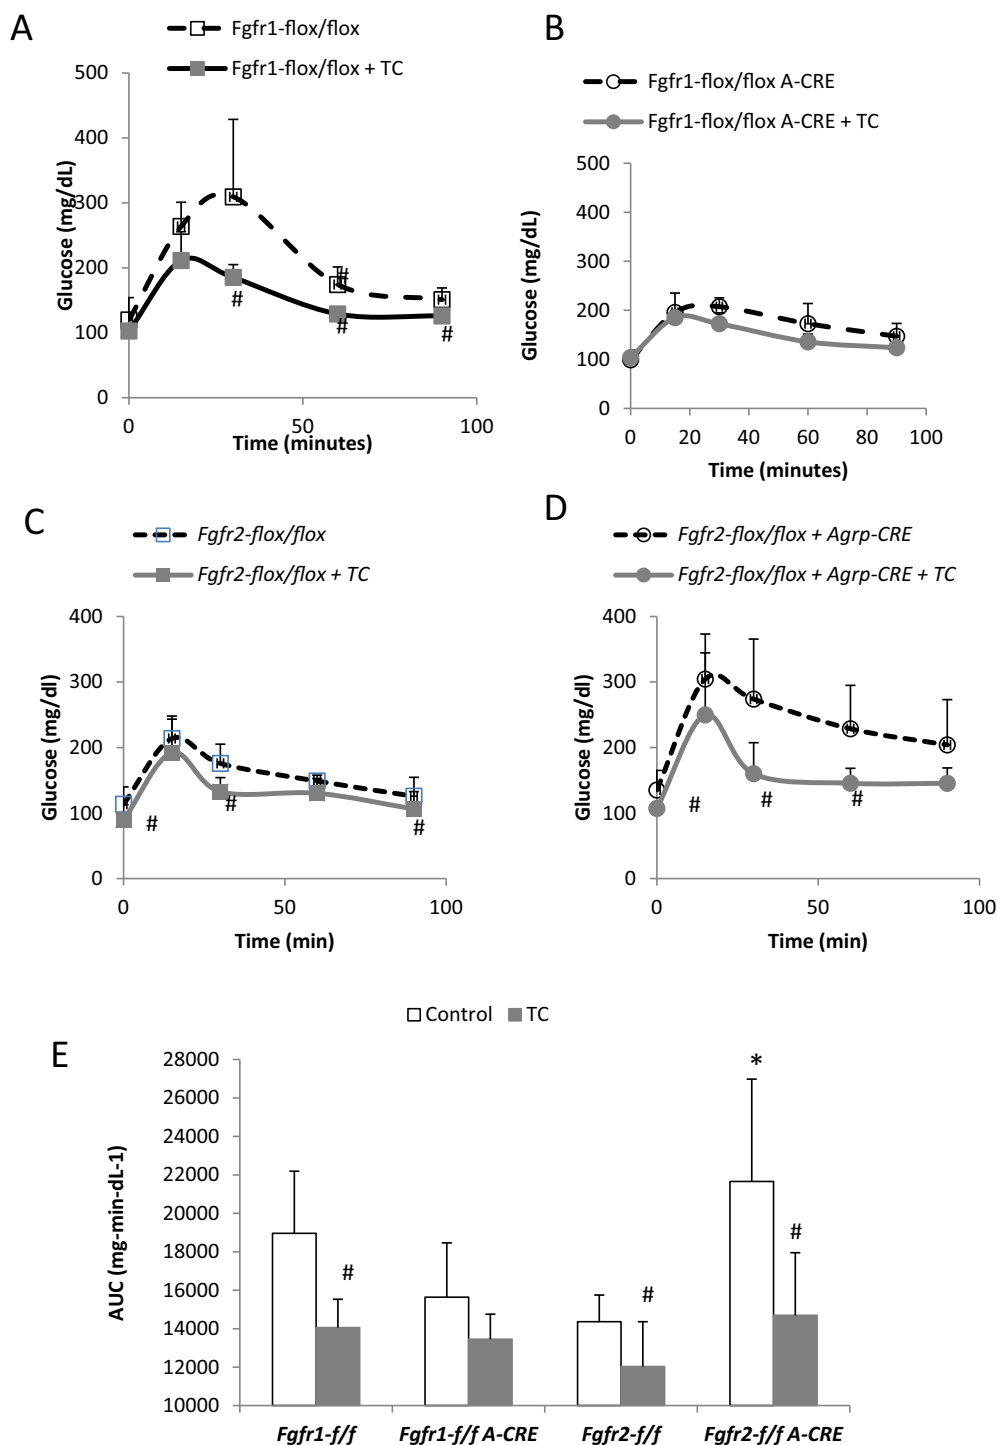 A
Fgfr1-flox/flox
Fgfr1-flox/flox + TC
500
400
300
200
100
0
Glucose (mg/dL)
#
#
#
#
0
50
100
Time (minutes)
B
Fgfr1-flox/flox A-CRE
Fgfr1-flox/flox A-CRE + TC
500
400
300
200
100
0
Glucose (mg/dL)
0
20
40
60
80
100
Time (minutes)
C
Fgfr2-flox/flox
Fgfr2-flox/flox + TC
400
300
200
100
0
Glucose (mg/dl)
#
#
#
0
50
100
Time (min)
D
Fgfr2-flox/flox + Agrp-CRE
Fgfr2-flox/flox + Agrp-CRE + TC
400
300
200
100
0
Glucose (mg/dl)
#
#
#
0
50
100
Time (min)
E
Control
TC
28000
26000
24000
22000
20000
18000
16000
14000
12000
10000
AUC (mg-min-dL-1)
#
#
*
#
Fgfr1-f/f
Fgfr1-f/f A-CRE
Fgfr2-f/f
Fgfr2-f/f A-CRE